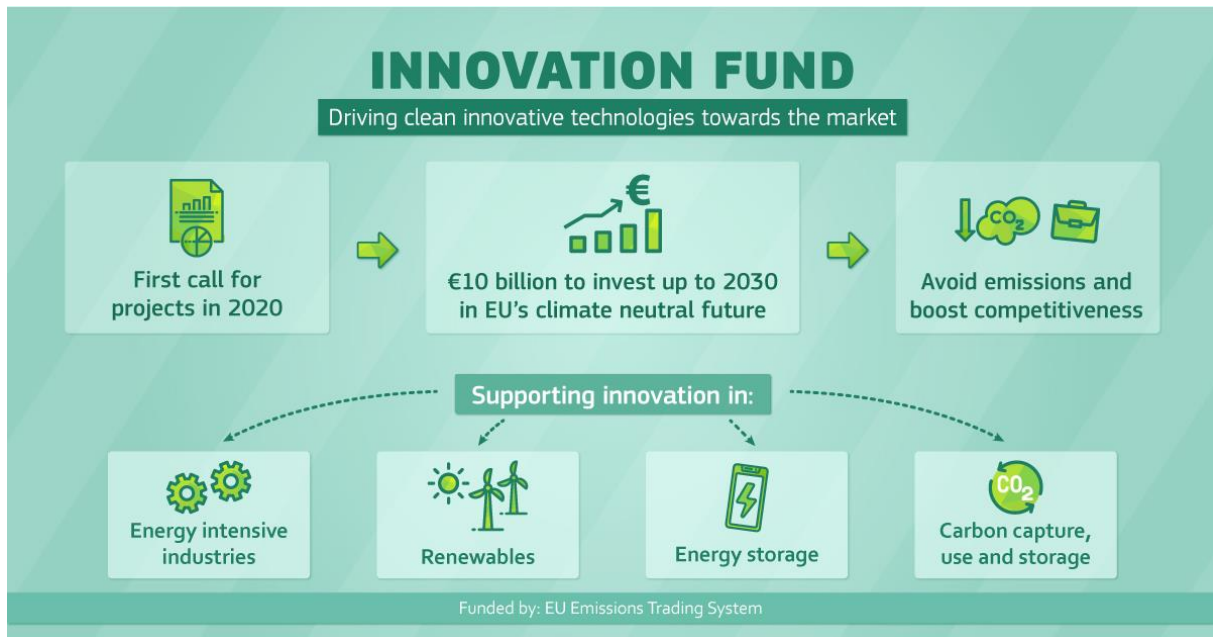 INNOVATION FUND
Driving clean innovative technologies towards the market
First call for
projects in 2020
€
€10 billion to invest up to 2030
in EU's climate neutral future
CO₂
Avoid emissions and
boost competitiveness
Supporting innovation in:
Energy intensive
industries
Renewables
Energy storage
CO₂
Carbon capture,
use and storage
Funded by: EU Emissions Trading System